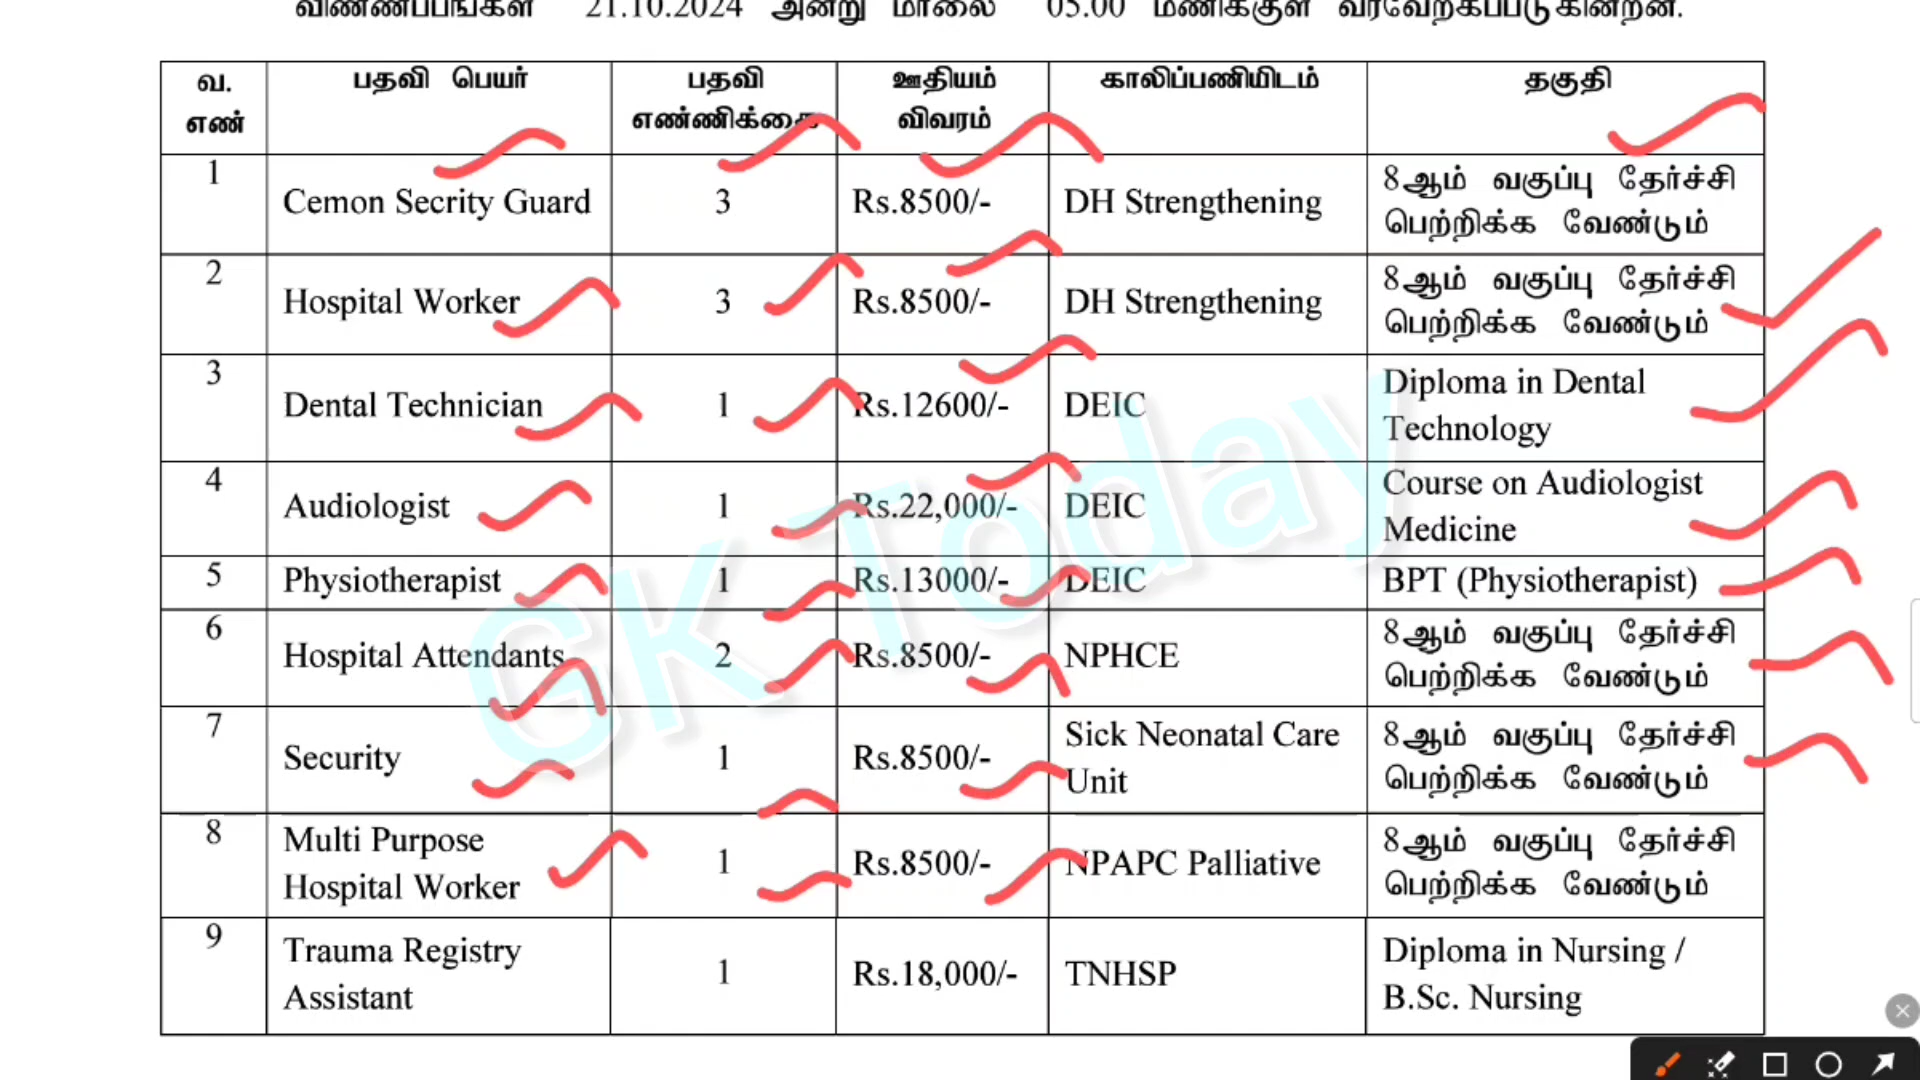 விண்ணப்பங்கள் 21.10.2024 அன்று மாலை 05.00 மணிக்குள் வரவேற்கப்படுகின்றன.
வ. எண் பதவி பெயர் பதவி எண்ணிக்கை ஊதியம் விவரம் காலிப்பணியிடம் தகுதி
1 Cemon Secrity Guard 3 Rs.8500/- DH Strengthening 8ஆம் வகுப்பு தேர்ச்சி
பெற்றிக்க வேண்டும்
2 Hospital Worker 3 Rs.8500/- DH Strengthening 8ஆம் வகுப்பு தேர்ச்சி
பெற்றிக்க வேண்டும்
3 Dental Technician 1 Rs.12600/- DEIC Diploma in Dental
Technology
4 Audiologist 1 Rs.22,000/- DEIC Course on Audiologist
Medicine
5 Physiotherapist 1 Rs.13000/- DEIC BPT (Physiotherapist)
6 Hospital Attendants 2 Rs.8500/- NPHCE 8ஆம் வகுப்பு தேர்ச்சி
பெற்றிக்க வேண்டும்
7 Security 1 Rs.8500/- Sick Neonatal Care
Unit 8ஆம் வகுப்பு தேர்ச்சி
பெற்றிக்க வேண்டும்
8 Multi Purpose
Hospital Worker 1 Rs.8500/- NPAPC Palliative 8ஆம் வகுப்பு தேர்ச்சி
பெற்றிக்க வேண்டும்
9 Trauma Registry
Assistant 1 Rs.18,000/- TNHSP Diploma in Nursing /
B.Sc. Nursing
GK Today